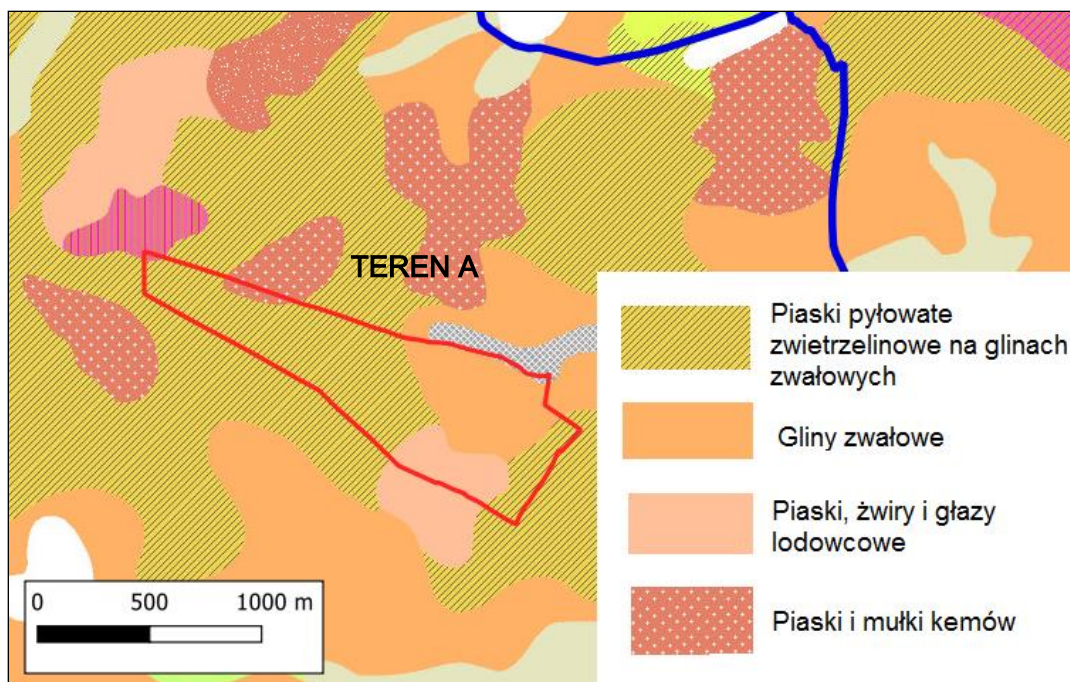 TEREN A
Piaski pyłowate
zwietrzelinowe na glinach
zwałowych
Gliny zwałowe
Piaski, żwiry i głazy
lodowcowe
Piaski i mułki kemów
0 500 1000 m